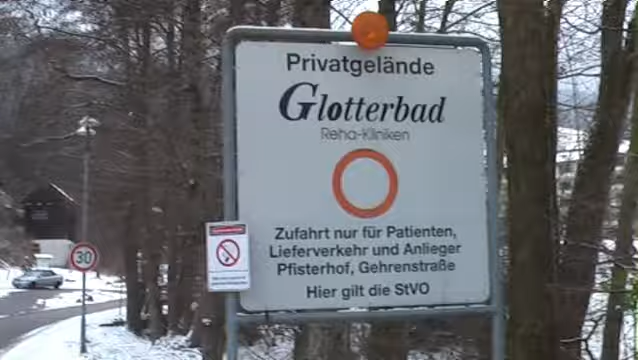 Privatgelände
Glotterbad
Reha-Kliniken
Zufahrt nur für Patienten,
Lieferverkehr und Anlieger
Pfisterhof, Gehrenstraße
Hier gilt die StVO
30